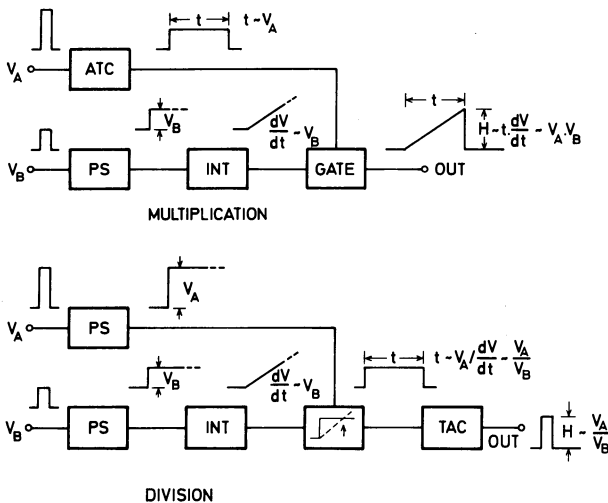 t t ~ V_A
V_A ATC
V_B dV/dt ~ V_B t H ~ t. dV/dt ~ V_A . V_B
V_B PS INT GATE OUT
MULTIPLICATION
V_A
V_A PS
V_B dV/dt ~ V_B t t ~ V_A / dV/dt ~ V_A/V_B
V_B PS INT TAC OUT H ~ V_A/V_B
DIVISION